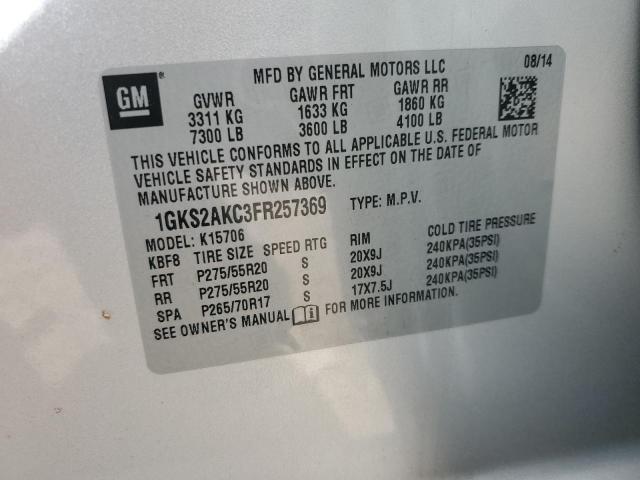 GM
MFD BY GENERAL MOTORS LLC 08/14
GVWR GAWR FRT GAWR RR
3311 KG 1633 KG 1860 KG
7300 LB 3600 LB 4100 LB
THIS VEHICLE CONFORMS TO ALL APPLICABLE U.S. FEDERAL MOTOR
VEHICLE SAFETY STANDARDS IN EFFECT ON THE DATE OF
MANUFACTURE SHOWN ABOVE.
1GKS2AKC3FR257369 TYPE: M.P.V.
MODEL: K15706
KBF8 TIRE SIZE SPEED RTG RIM COLD TIRE PRESSURE
FRT P275/55R20 S 20X9J 240KPA(35PSI)
RR P275/55R20 S 20X9J 240KPA(35PSI)
SPA P265/70R17 S 17X7.5J 240KPA(35PSI)
SEE OWNER'S MANUAL FOR MORE INFORMATION.